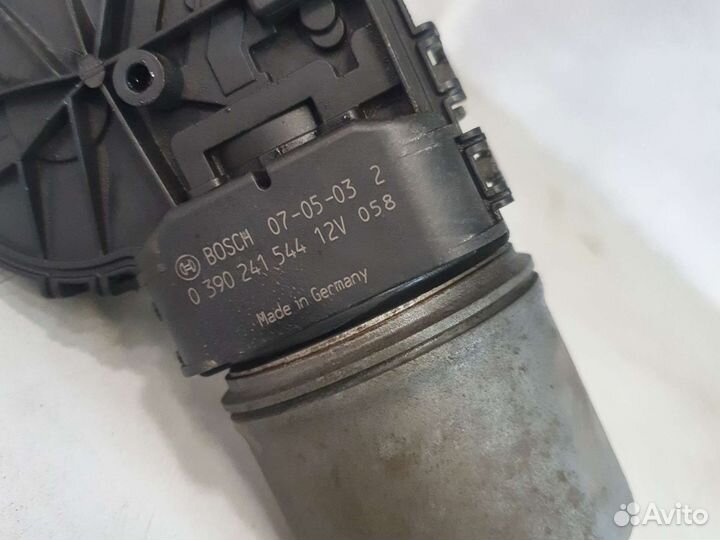 BOSCH 07-05-03 2
0 390 241 544 12V 058
Made in Germany
Avito